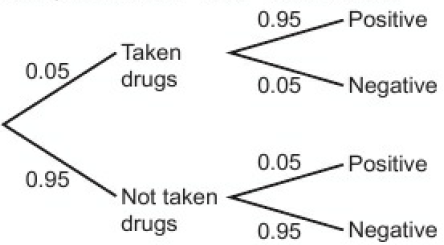 0.95 Positive
Taken
drugs
0.05
0.05 Negative
0.05 Positive
0.95
Not taken
drugs
0.95 Negative